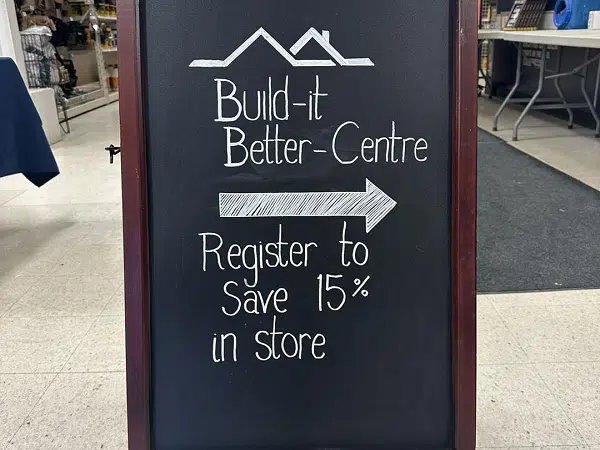 Build-it
Better-Centre
Register to
Save 15%
in store